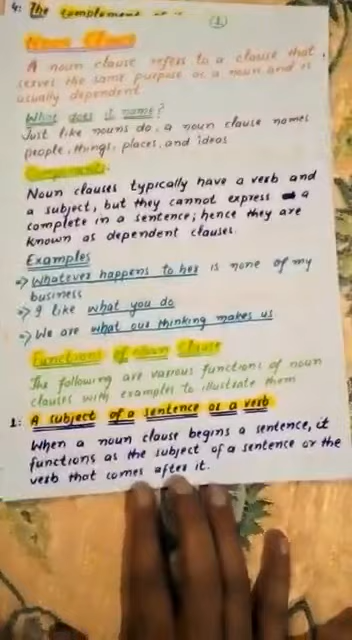 4: The complement
(1)
Noun Clause
A noun clause refers to a clause that
serves the same purpose as a noun and is
usually dependent
What does it name?
Just like nouns do, a noun clause names
people, things, places, and ideas
Components:
Noun clauses typically have a verb and
a subject, but they cannot express a
complete in a sentence; hence they are
known as dependent clauses.
Examples
=> Whatever happens to her is none of my
business
=> I like what you do
=> We are what our thinking makes us
Functions of Noun Clause
The following are various functions of noun
clauses with examples to illustrate them
1: A subject of a sentence or a verb
When a noun clause begins a sentence, it
functions as the subject of a sentence or the
verb that comes after it.